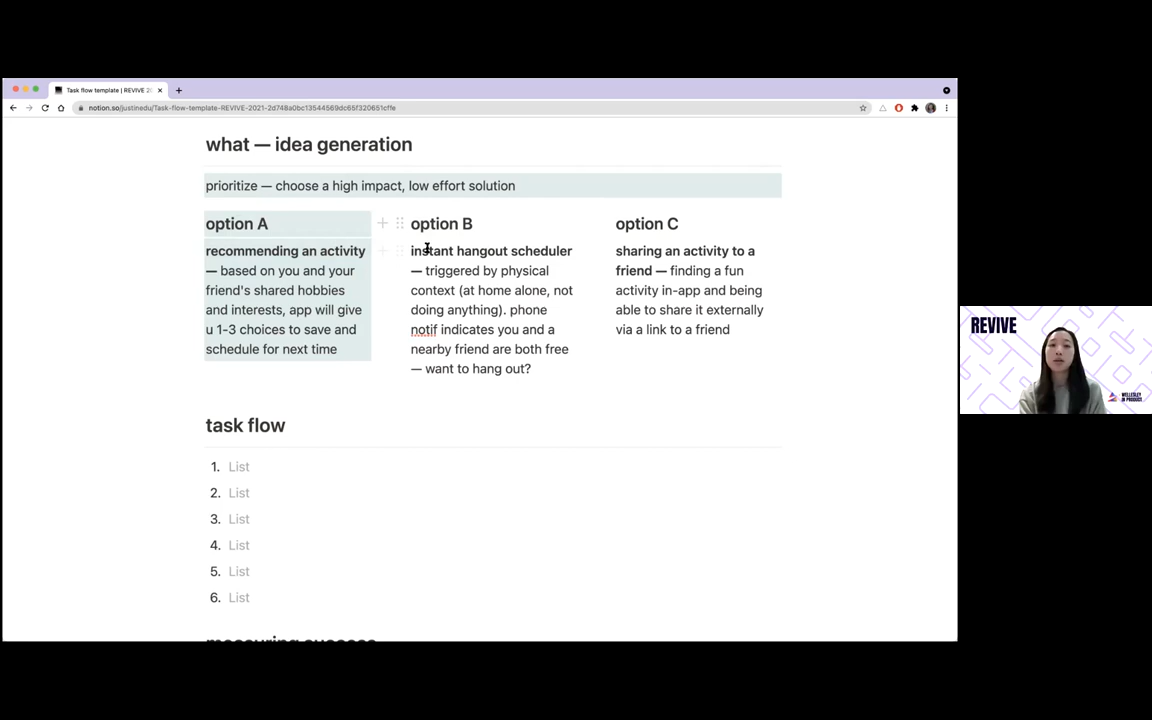 Task flow template | REVIVE 2
notion.so/justinedu/Task-flow-template-REVIVE-2021-2d748a0bc13544569dc65f320651cffe
what — idea generation
prioritize — choose a high impact, low effort solution
option A
recommending an activity
— based on you and your
friend's shared hobbies
and interests, app will give
u 1-3 choices to save and
schedule for next time
option B
instant hangout scheduler
— triggered by physical
context (at home alone, not
doing anything). phone
notif indicates you and a
nearby friend are both free
— want to hang out?
option C
sharing an activity to a
friend — finding a fun
activity in-app and being
able to share it externally
via a link to a friend
task flow
1. List
2. List
3. List
4. List
5. List
6. List
measuring success
REVIVE
WELLESLEY
IN PRODUCT